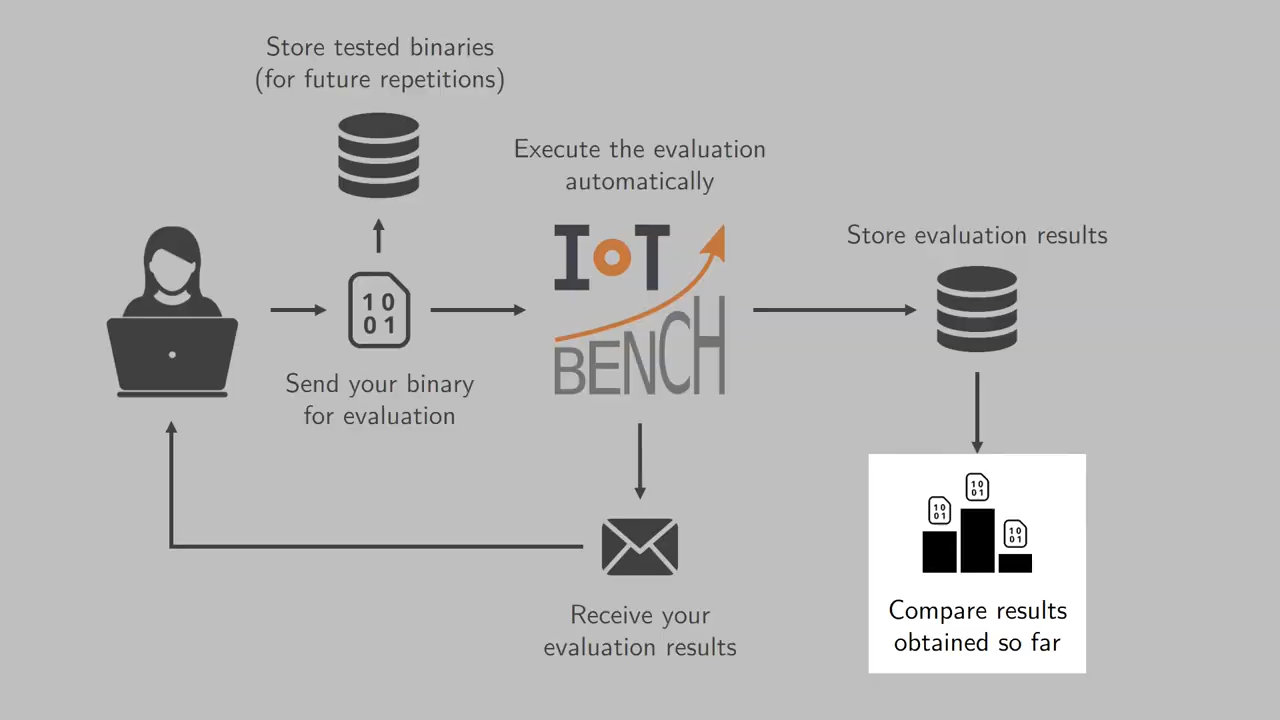 Store tested binaries
(for future repetitions)
Execute the evaluation
automatically
Store evaluation results
IoT
BENCH
10
01
Send your binary
for evaluation
10
01
10
01
10
01
Receive your
evaluation results
Compare results
obtained so far